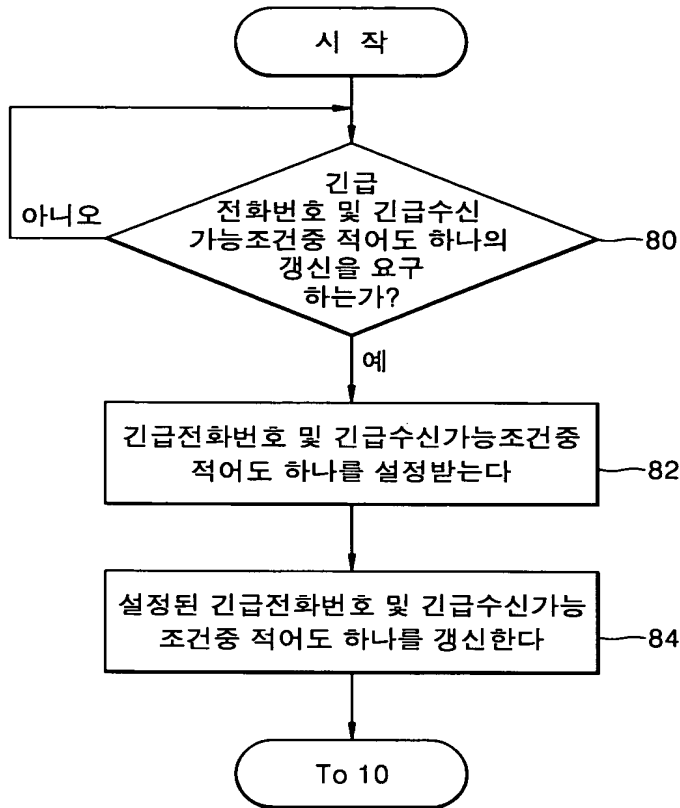 시 작
긴급
전화번호 및 긴급수신
가능조건중 적어도 하나의
갱신을 요구
하는가?
80
아니오
예
긴급전화번호 및 긴급수신가능조건중
적어도 하나를 설정받는다
82
설정된 긴급전화번호 및 긴급수신가능
조건중 적어도 하나를 갱신한다
84
To 10